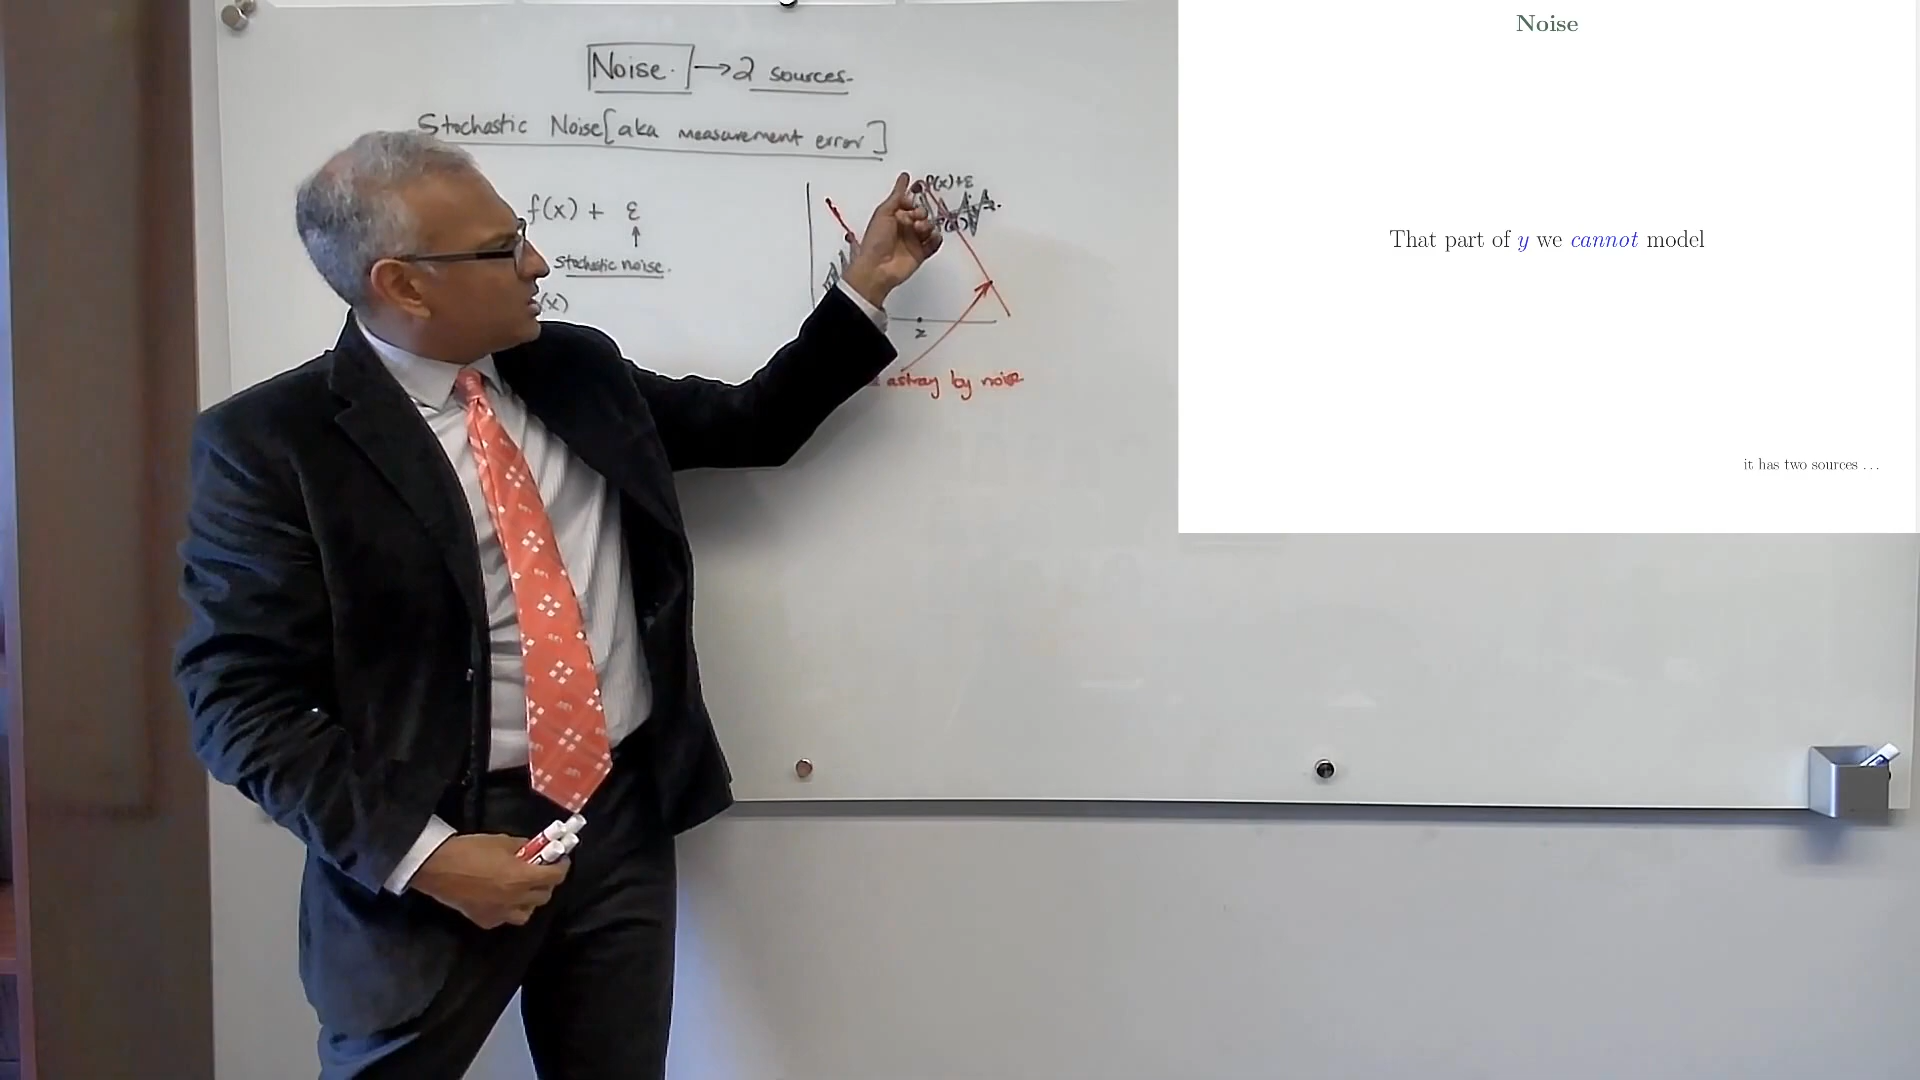 Noise. → 2 sources.
Stochastic Noise [aka measurement error]
f(x) + ε
↑
Stochastic noise.
(x)
f(x)+ε
x
astray by noise
Noise
That part of y we cannot model
it has two sources ...